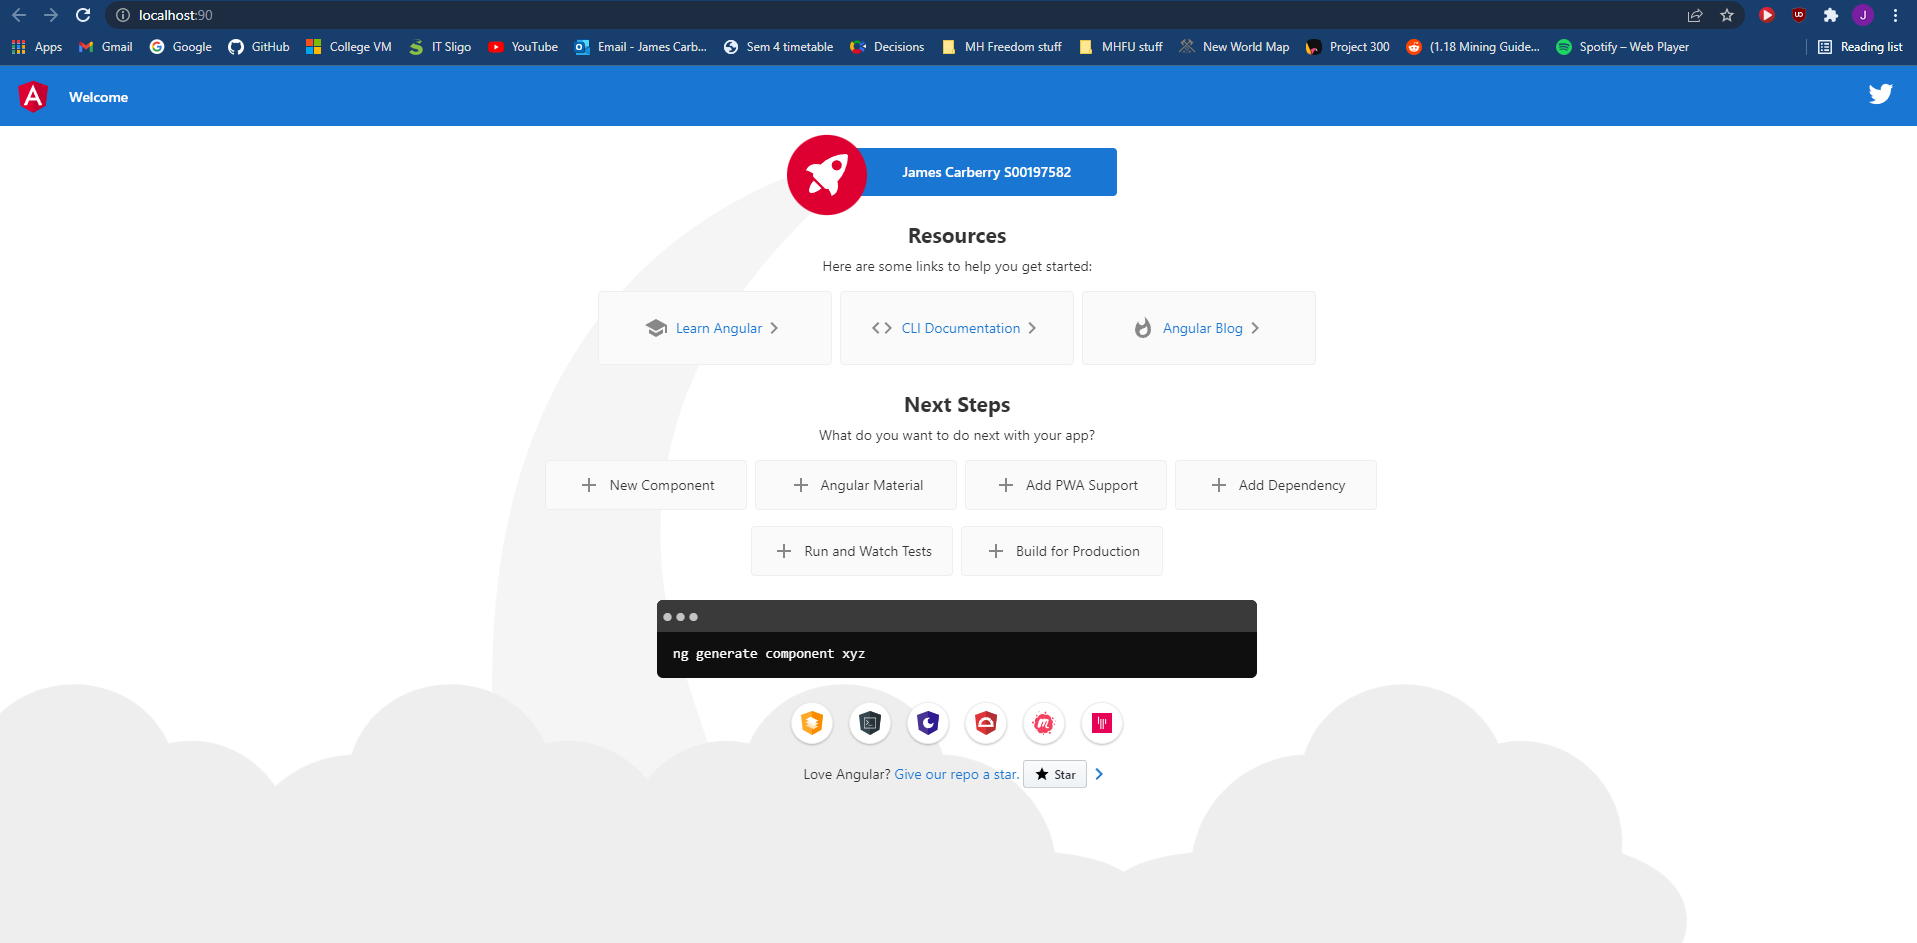 localhost:90
Apps Gmail Google GitHub College VM IT Sligo YouTube Email - James Carb... Sem 4 timetable Decisions MH Freedom stuff MHFU stuff New World Map Project 300 (1.18 Mining Guide... Spotify – Web Player Reading list
Welcome
James Carberry S00197582
Resources
Here are some links to help you get started:
Learn Angular CLI Documentation Angular Blog
Next Steps
What do you want to do next with your app?
New Component Angular Material Add PWA Support Add Dependency
Run and Watch Tests Build for Production
ng generate component xyz
Love Angular? Give our repo a star. Star